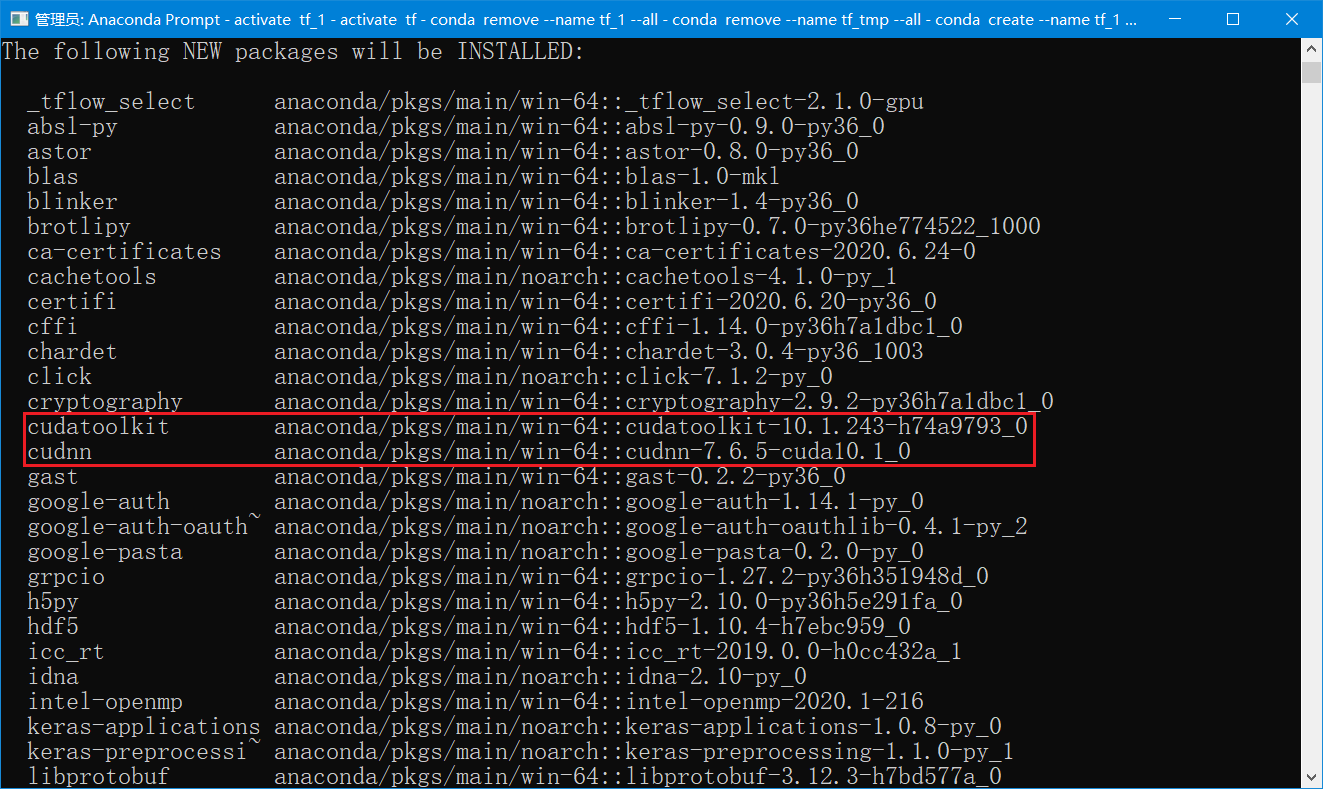 管理员: Anaconda Prompt - activate tf_1 - activate tf - conda remove --name tf_1 --all - conda remove --name tf_tmp --all - conda create --name tf_1 ...
The following NEW packages will be INSTALLED:
_tflow_select anaconda/pkgs/main/win-64::_tflow_select-2.1.0-gpu
absl-py anaconda/pkgs/main/win-64::absl-py-0.9.0-py36_0
astor anaconda/pkgs/main/win-64::astor-0.8.0-py36_0
blas anaconda/pkgs/main/win-64::blas-1.0-mkl
blinker anaconda/pkgs/main/win-64::blinker-1.4-py36_0
brotlipy anaconda/pkgs/main/win-64::brotlipy-0.7.0-py36he774522_1000
ca-certificates anaconda/pkgs/main/win-64::ca-certificates-2020.6.24-0
cachetools anaconda/pkgs/main/noarch::cachetools-4.1.0-py_1
certifi anaconda/pkgs/main/win-64::certifi-2020.6.20-py36_0
cffi anaconda/pkgs/main/win-64::cffi-1.14.0-py36h7a1dbc1_0
chardet anaconda/pkgs/main/win-64::chardet-3.0.4-py36_1003
click anaconda/pkgs/main/noarch::click-7.1.2-py_0
cryptography anaconda/pkgs/main/win-64::cryptography-2.9.2-py36h7a1dbc1_0
cudatoolkit anaconda/pkgs/main/win-64::cudatoolkit-10.1.243-h74a9793_0
cudnn anaconda/pkgs/main/win-64::cudnn-7.6.5-cuda10.1_0
gast anaconda/pkgs/main/win-64::gast-0.2.2-py36_0
google-auth anaconda/pkgs/main/noarch::google-auth-1.14.1-py_0
google-auth-oauth~ anaconda/pkgs/main/noarch::google-auth-oauthlib-0.4.1-py_2
google-pasta anaconda/pkgs/main/noarch::google-pasta-0.2.0-py_0
grpcio anaconda/pkgs/main/win-64::grpcio-1.27.2-py36h351948d_0
h5py anaconda/pkgs/main/win-64::h5py-2.10.0-py36h5e291fa_0
hdf5 anaconda/pkgs/main/win-64::hdf5-1.10.4-h7ebc959_0
icc_rt anaconda/pkgs/main/win-64::icc_rt-2019.0.0-h0cc432a_1
idna anaconda/pkgs/main/noarch::idna-2.10-py_0
intel-openmp anaconda/pkgs/main/win-64::intel-openmp-2020.1-216
keras-applications anaconda/pkgs/main/noarch::keras-applications-1.0.8-py_0
keras-preprocessi~ anaconda/pkgs/main/noarch::keras-preprocessing-1.1.0-py_1
libprotobuf anaconda/pkgs/main/win-64::libprotobuf-3.12.3-h7bd577a_0